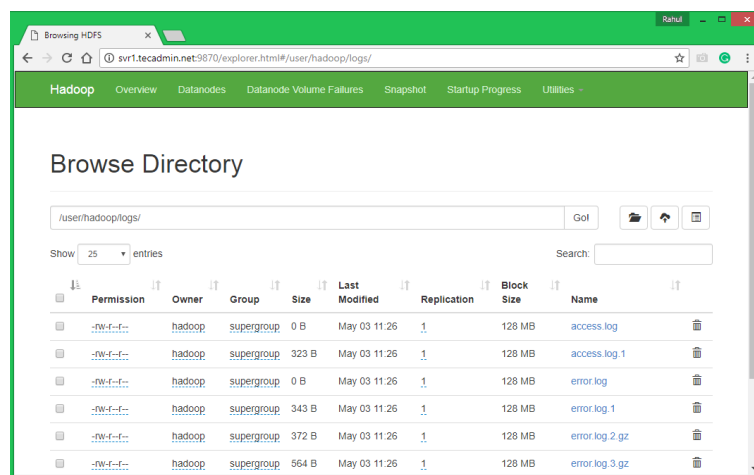 Rahul
Browsing HDFS
svr1.tecadmin.net:9870/explorer.html#/user/hadoop/logs/
Hadoop Overview Datanodes Datanode Volume Failures Snapshot Startup Progress Utilities
Browse Directory
/user/hadoop/logs/ Go!
Show 25 entries Search:
Permission Owner Group Size Last Modified Replication Block Size Name
-rw-r--r-- hadoop supergroup 0 B May 03 11:26 1 128 MB access.log
-rw-r--r-- hadoop supergroup 323 B May 03 11:26 1 128 MB access.log.1
-rw-r--r-- hadoop supergroup 0 B May 03 11:26 1 128 MB error.log
-rw-r--r-- hadoop supergroup 343 B May 03 11:26 1 128 MB error.log.1
-rw-r--r-- hadoop supergroup 372 B May 03 11:26 1 128 MB error.log.2.gz
-rw-r--r-- hadoop supergroup 564 B May 03 11:26 1 128 MB error.log.3.gz